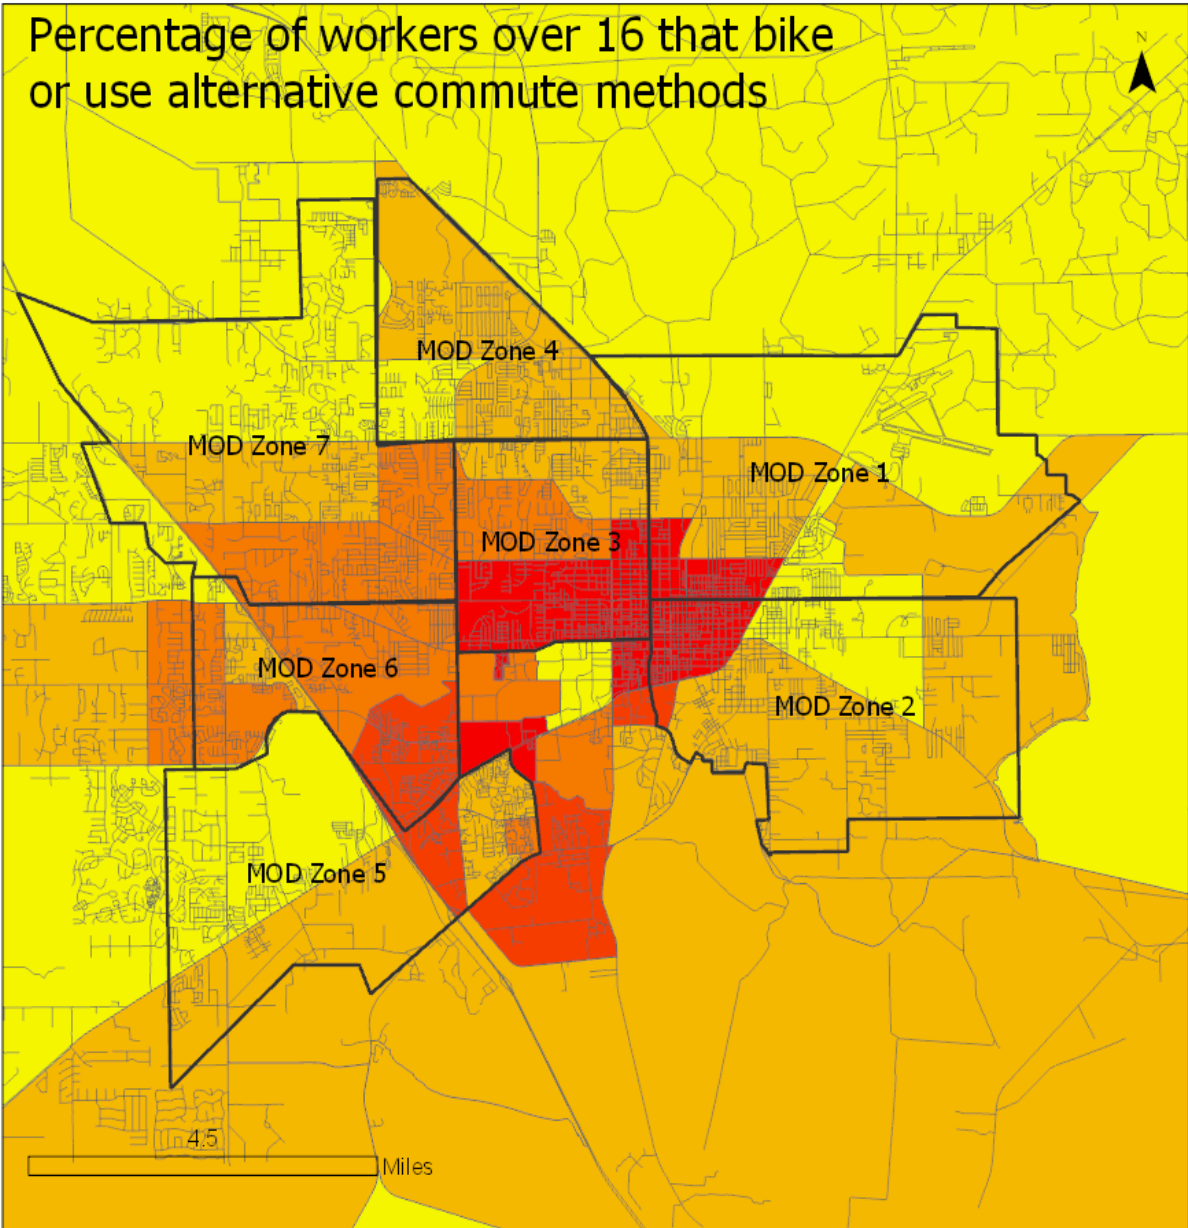 Percentage of workers over 16 that bike
or use alternative commute methods
N
MOD Zone 4
MOD Zone 7
MOD Zone 1
MOD Zone 3
MOD Zone 6
MOD Zone 2
MOD Zone 5
4.5
Miles